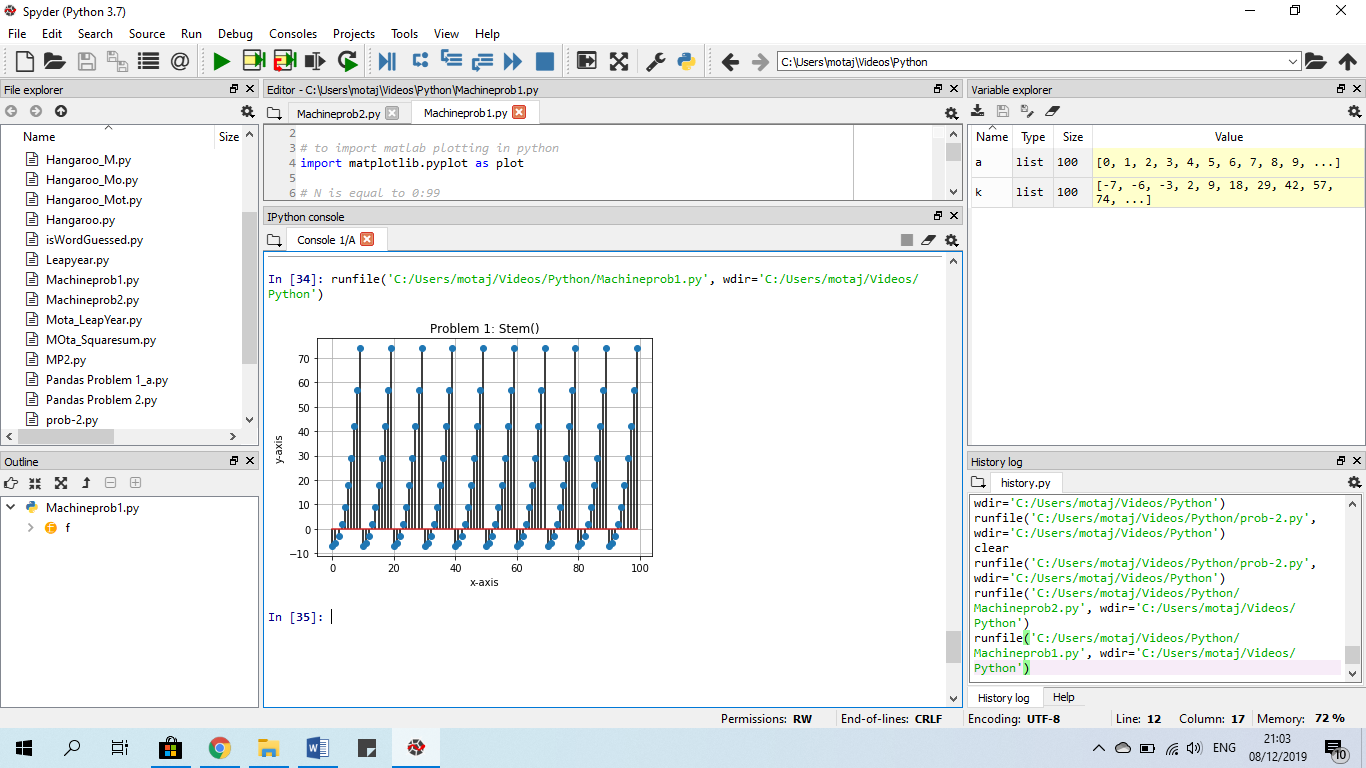 Spyder (Python 3.7)
File Edit Search Source Run Debug Consoles Projects Tools View Help
C:\Users\motaj\Videos\Python
File explorer
Name Size
Hangaroo_M.py
Hangaroo_Mo.py
Hangaroo_Mot.py
Hangaroo.py
isWordGuessed.py
Leapyear.py
Machineprob1.py
Machineprob2.py
Mota_LeapYear.py
MOta_Squaresum.py
MP2.py
Pandas Problem 1_a.py
Pandas Problem 2.py
prob-2.py
Outline
Machineprob1.py
f
Editor - C:\Users\motaj\Videos\Python\Machineprob1.py
Machineprob2.py Machineprob1.py
2
3 # to import matlab plotting in python
4 import matplotlib.pyplot as plot
5
6 # N is equal to 0:99
IPython console
Console 1/A
In [34]: runfile('C:/Users/motaj/Videos/Python/Machineprob1.py', wdir='C:/Users/motaj/Videos/
Python')
Problem 1: Stem()
70
60
50
40
30
20
10
0
−10
y-axis
0 20 40 60 80 100
x-axis
In [35]:
Variable explorer
Name Type Size Value
a list 100 [0, 1, 2, 3, 4, 5, 6, 7, 8, 9, ...]
k list 100 [-7, -6, -3, 2, 9, 18, 29, 42, 57,
74, ...]
History log
history.py
wdir='C:/Users/motaj/Videos/Python')
runfile('C:/Users/motaj/Videos/Python/prob-2.py',
wdir='C:/Users/motaj/Videos/Python')
clear
runfile('C:/Users/motaj/Videos/Python/prob-2.py',
wdir='C:/Users/motaj/Videos/Python')
runfile('C:/Users/motaj/Videos/Python/
Machineprob2.py', wdir='C:/Users/motaj/Videos/
Python')
runfile('C:/Users/motaj/Videos/Python/
Machineprob1.py', wdir='C:/Users/motaj/Videos/
Python')
History log Help
Permissions: RW End-of-lines: CRLF Encoding: UTF-8 Line: 12 Column: 17 Memory: 72 %
ENG
21:03
08/12/2019
10